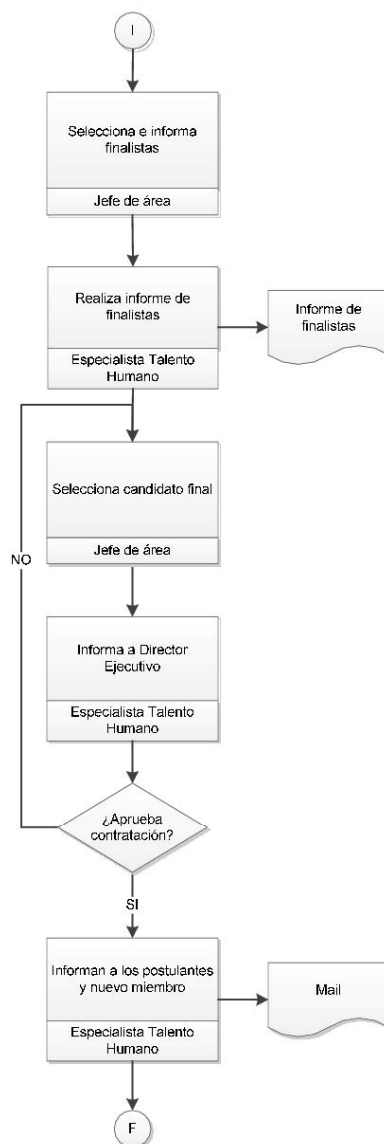 I
Selecciona e informa
finalistas
Jefe de área
Realiza informe de
finalistas
Especialista Talento
Humano
Informe de
finalistas
Selecciona candidato final
Jefe de área
NO
Informa a Director
Ejecutivo
Especialista Talento
Humano
¿Aprueba
contratación?
SI
Informan a los postulantes
y nuevo miembro
Especialista Talento
Humano
Mail
F